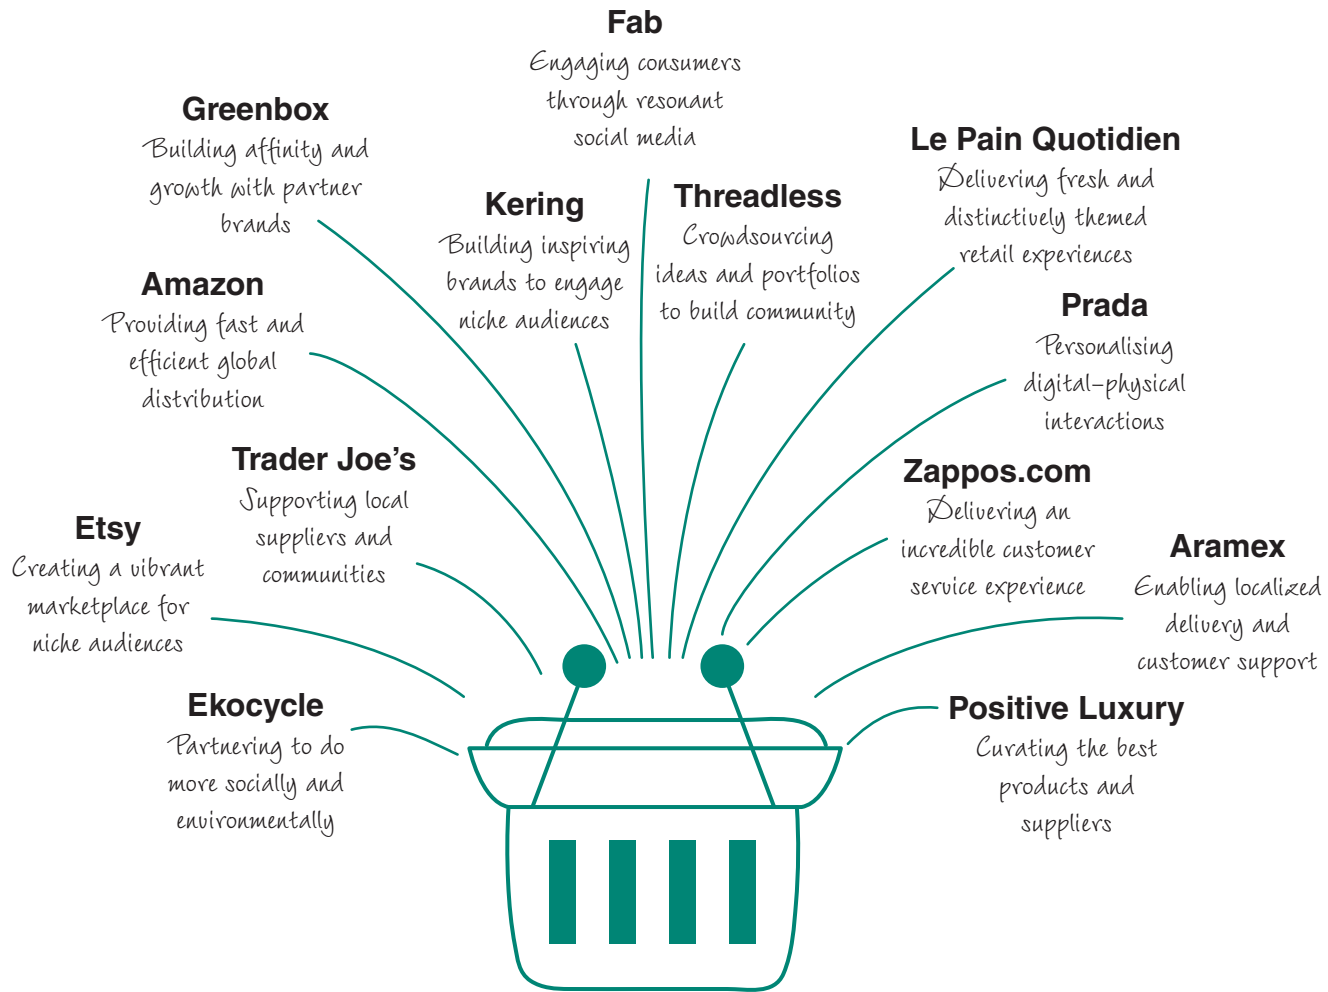 Fab
Engaging consumers
through resonant
social media
Greenbox
Building affinity and
growth with partner
brands
Le Pain Quotidien
Delivering fresh and
distinctively themed
retail experiences
Kering
Building inspiring
brands to engage
niche audiences
Threadless
Crowdsourcing
ideas and portfolios
to build community
Amazon
Providing fast and
efficient global
distribution
Prada
Personalising
digital–physical
interactions
Trader Joe's
Supporting local
suppliers and
communities
Zappos.com
Delivering an
incredible customer
service experience
Etsy
Creating a vibrant
marketplace for
niche audiences
Aramex
Enabling localized
delivery and
customer support
Ekocycle
Partnering to do
more socially and
environmentally
Positive Luxury
Curating the best
products and
suppliers